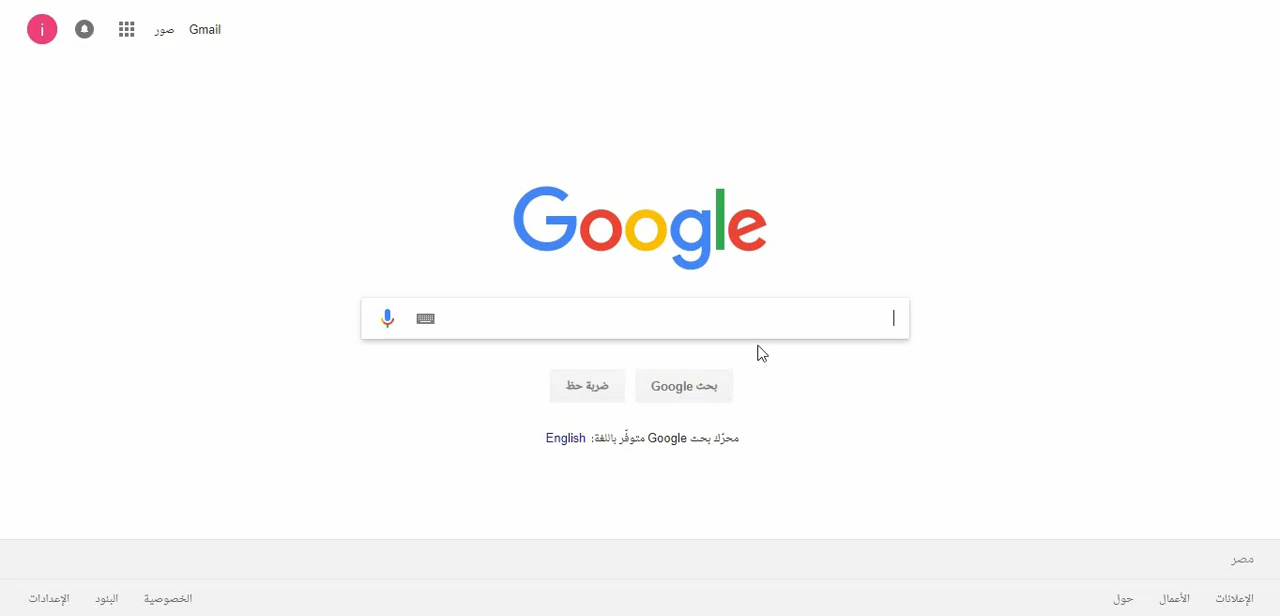 i صور Gmail
Google
ضربة حظ بحث Google
محرّك بحث Google متوفّر باللغة: English
مصر
الإعلانات الأعمال حول الخصوصية البنود الإعدادات